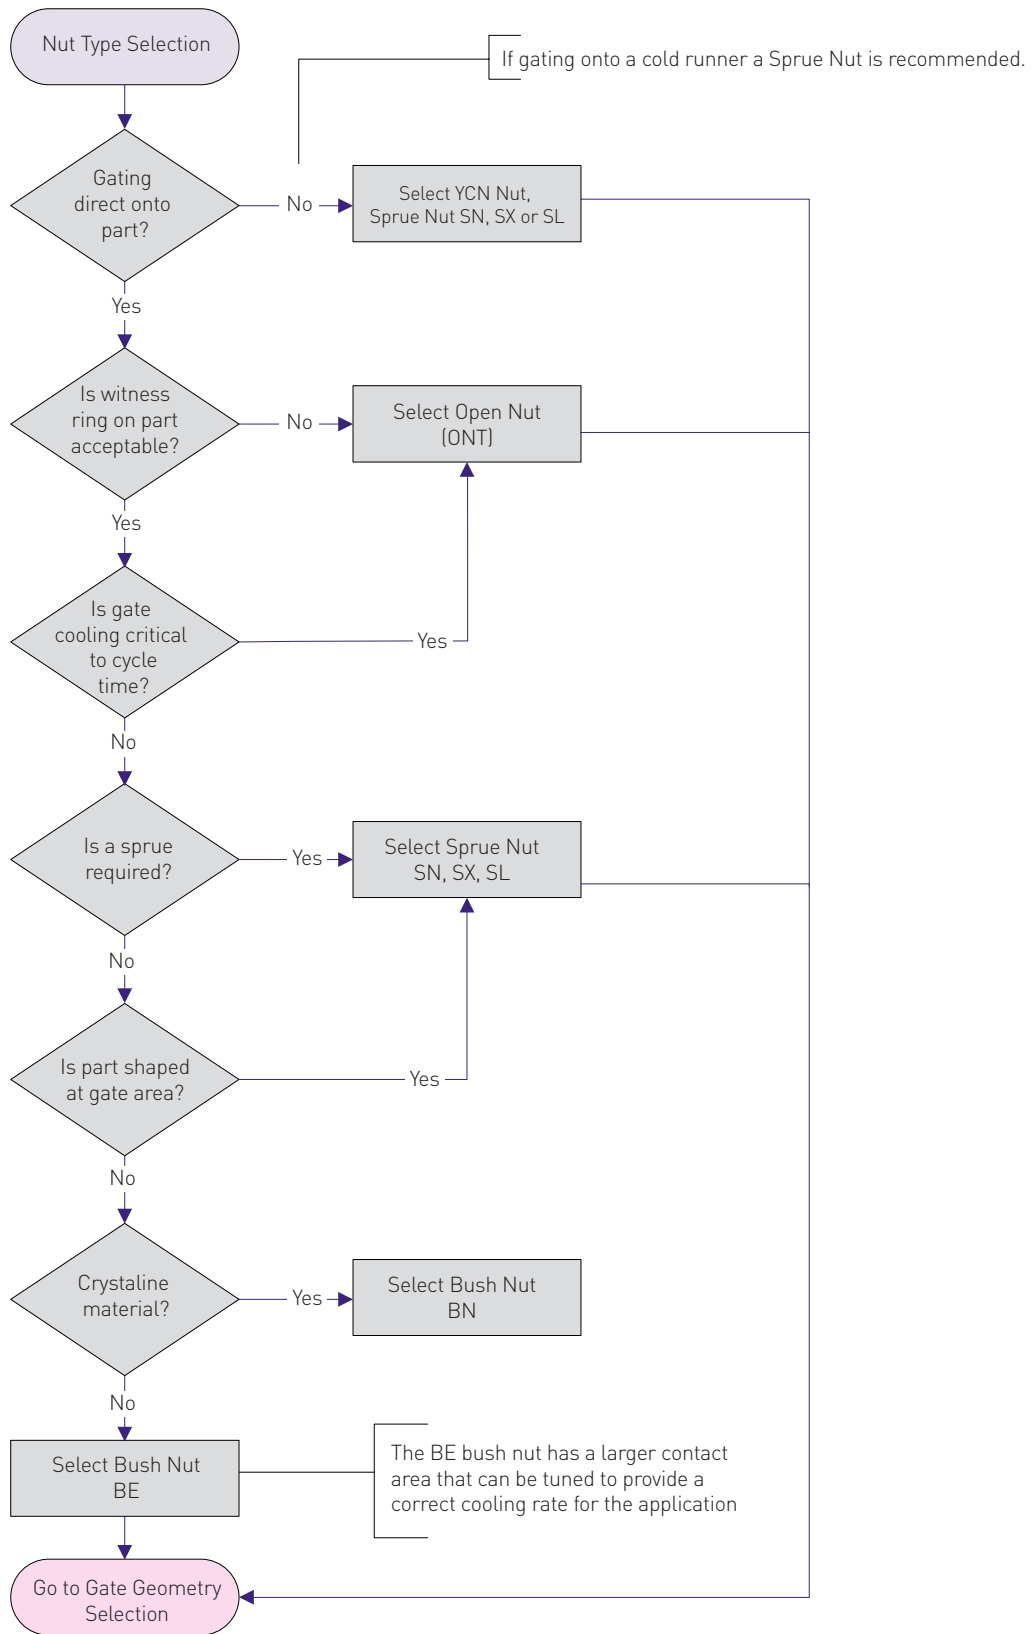 Nut Type Selection
If gating onto a cold runner a Sprue Nut is recommended.
Gating
direct onto
part?
No
Select YCN Nut,
Sprue Nut SN, SX or SL
Yes
Is witness
ring on part
acceptable?
No
Select Open Nut
(ONT)
Yes
Is gate
cooling critical
to cycle
time?
Yes
No
Is a sprue
required?
Yes
Select Sprue Nut
SN, SX, SL
No
Is part shaped
at gate area?
Yes
No
Crystaline
material?
Yes
Select Bush Nut
BN
No
Select Bush Nut
BE
The BE bush nut has a larger contact
area that can be tuned to provide a
correct cooling rate for the application
Go to Gate Geometry
Selection